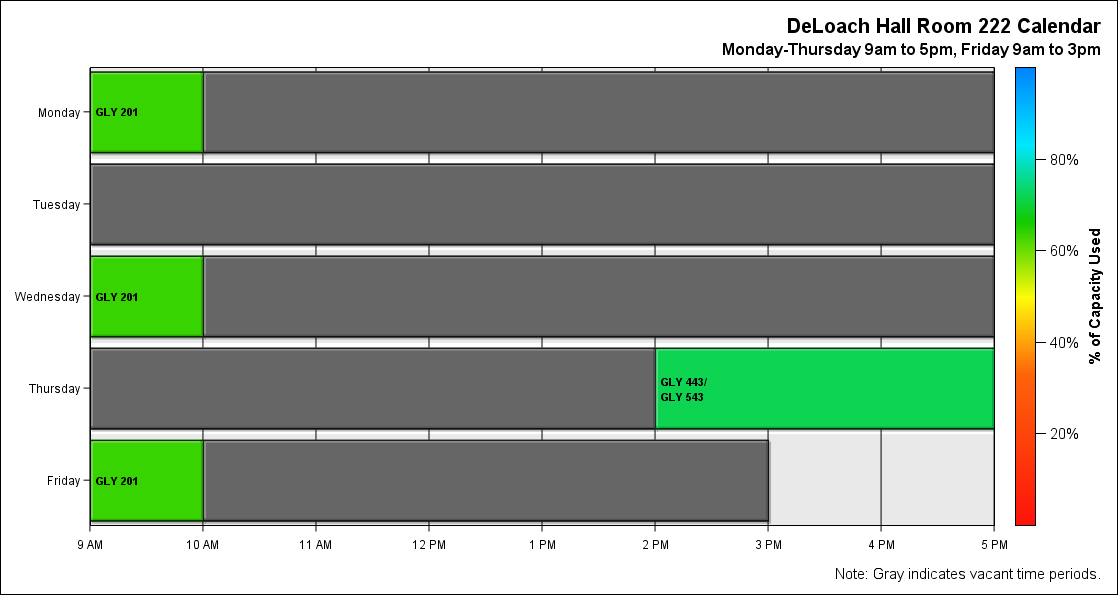 DeLoach Hall Room 222 Calendar
Monday-Thursday 9am to 5pm, Friday 9am to 3pm
Monday
GLY 201
Tuesday
Wednesday
GLY 201
Thursday
GLY 443/
GLY 543
Friday
GLY 201
9 AM 10 AM 11 AM 12 PM 1 PM 2 PM 3 PM 4 PM 5 PM
80%
60%
40%
20%
% of Capacity Used
Note: Gray indicates vacant time periods.